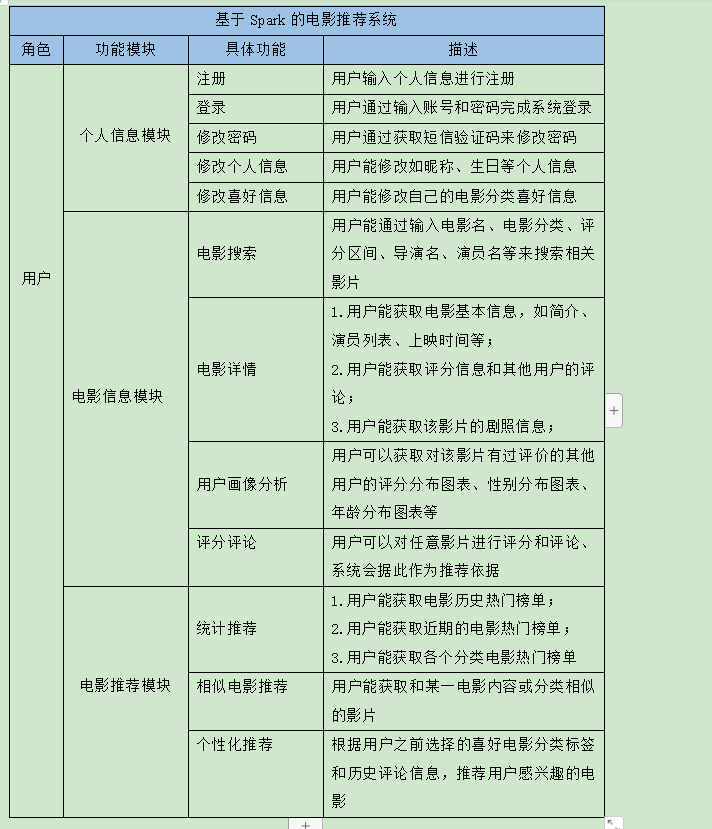 基于 Spark 的电影推荐系统
角色 功能模块 具体功能 描述
用户
个人信息模块
注册 用户输入个人信息进行注册
登录 用户通过输入账号和密码完成系统登录
修改密码 用户通过获取短信验证码来修改密码
修改个人信息 用户能修改如昵称、生日等个人信息
修改喜好信息 用户能修改自己的电影分类喜好信息
电影信息模块
电影搜索
用户能通过输入电影名、电影分类、评
分区间、导演名、演员名等来搜索相关
影片
电影详情
1.用户能获取电影基本信息，如简介、
演员列表、上映时间等；
2.用户能获取评分信息和其他用户的评
论；
3.用户能获取该影片的剧照信息；
用户画像分析
用户可以获取对该影片有过评价的其他
用户的评分分布图表、性别分布图表、
年龄分布图表等
评分评论
用户可以对任意影片进行评分和评论、
系统会据此作为推荐依据
电影推荐模块
统计推荐
1.用户能获取电影历史热门榜单；
2.用户能获取近期的电影热门榜单；
3.用户能获取各个分类电影热门榜单
相似电影推荐
用户能获取和某一电影内容或分类相似
的影片
个性化推荐
根据用户之前选择的喜好电影分类标签
和历史评论信息，推荐用户感兴趣的电
影